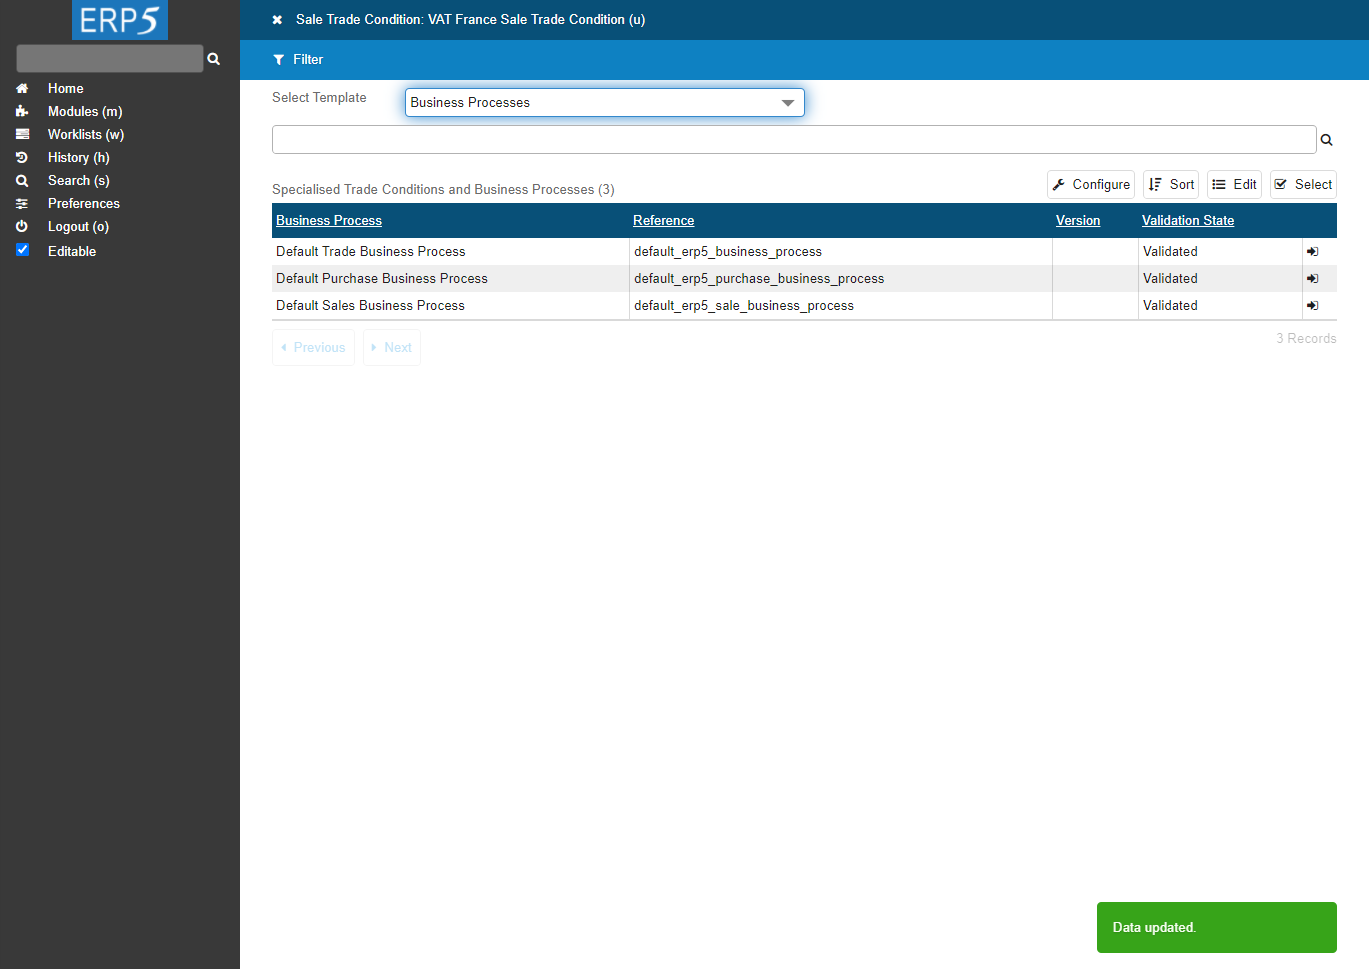 ERP5
Home
Modules (m)
Worklists (w)
History (h)
Search (s)
Preferences
Logout (o)
Editable
Sale Trade Condition: VAT France Sale Trade Condition (u)
Filter
Select Template
Business Processes
Specialised Trade Conditions and Business Processes (3)
Configure Sort Edit Select
Business Process Reference Version Validation State
Default Trade Business Process default_erp5_business_process Validated
Default Purchase Business Process default_erp5_purchase_business_process Validated
Default Sales Business Process default_erp5_sale_business_process Validated
Previous Next 3 Records
Data updated.